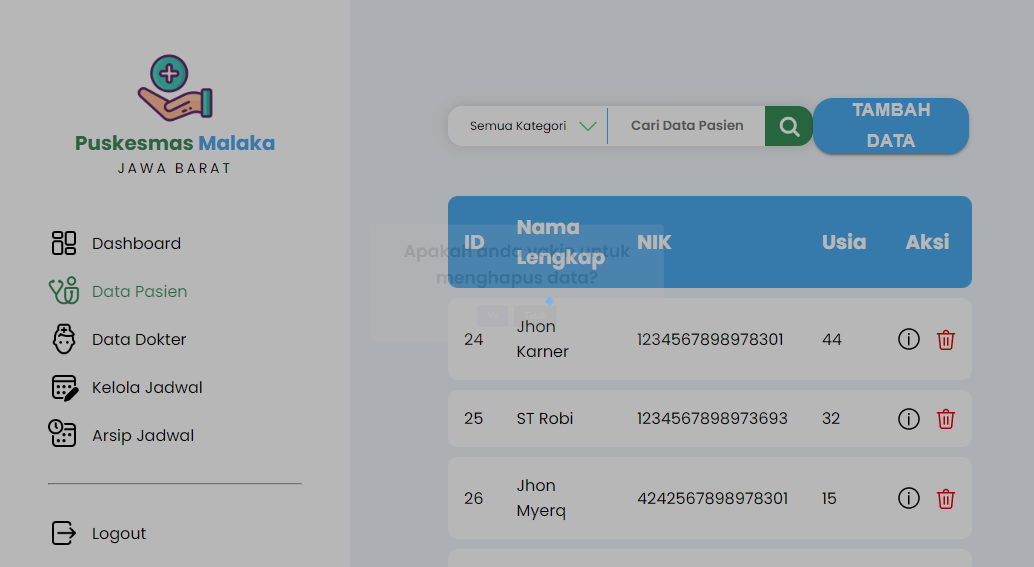 Puskesmas Malaka
JAWA BARAT
Dashboard
Data Pasien
Data Dokter
Kelola Jadwal
Arsip Jadwal
Logout
Semua Kategori
Cari Data Pasien
TAMBAH
DATA
ID
Nama
Lengkap
NIK
Usia
Aksi
Apakah anda yakin untuk
menghapus data?
24
Jhon
Karner
1234567898978301
44
25
ST Robi
1234567898973693
32
26
Jhon
Myerq
4242567898978301
15